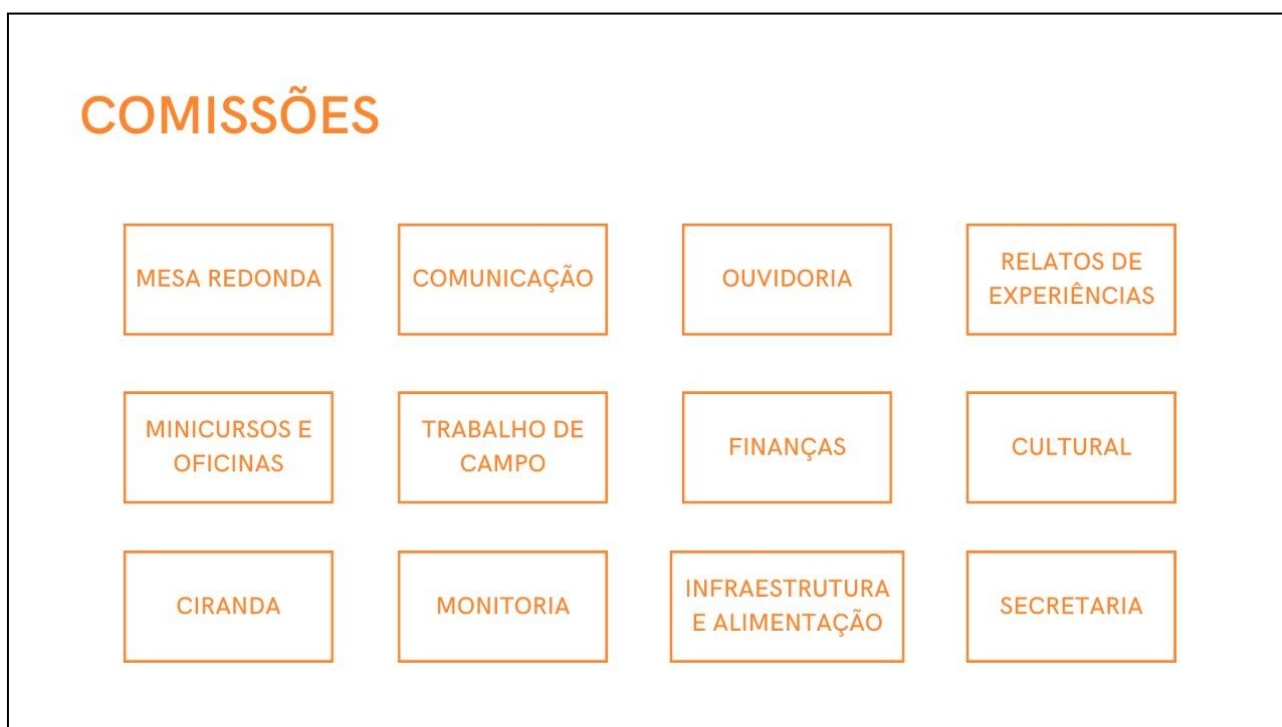 COMISSÕES
MESA REDONDA
COMUNICAÇÃO
OUVIDORIA
RELATOS DE
EXPERIÊNCIAS
MINICURSOS E
OFICINAS
TRABALHO DE
CAMPO
FINANÇAS
CULTURAL
CIRANDA
MONITORIA
INFRAESTRUTURA
E ALIMENTAÇÃO
SECRETARIA